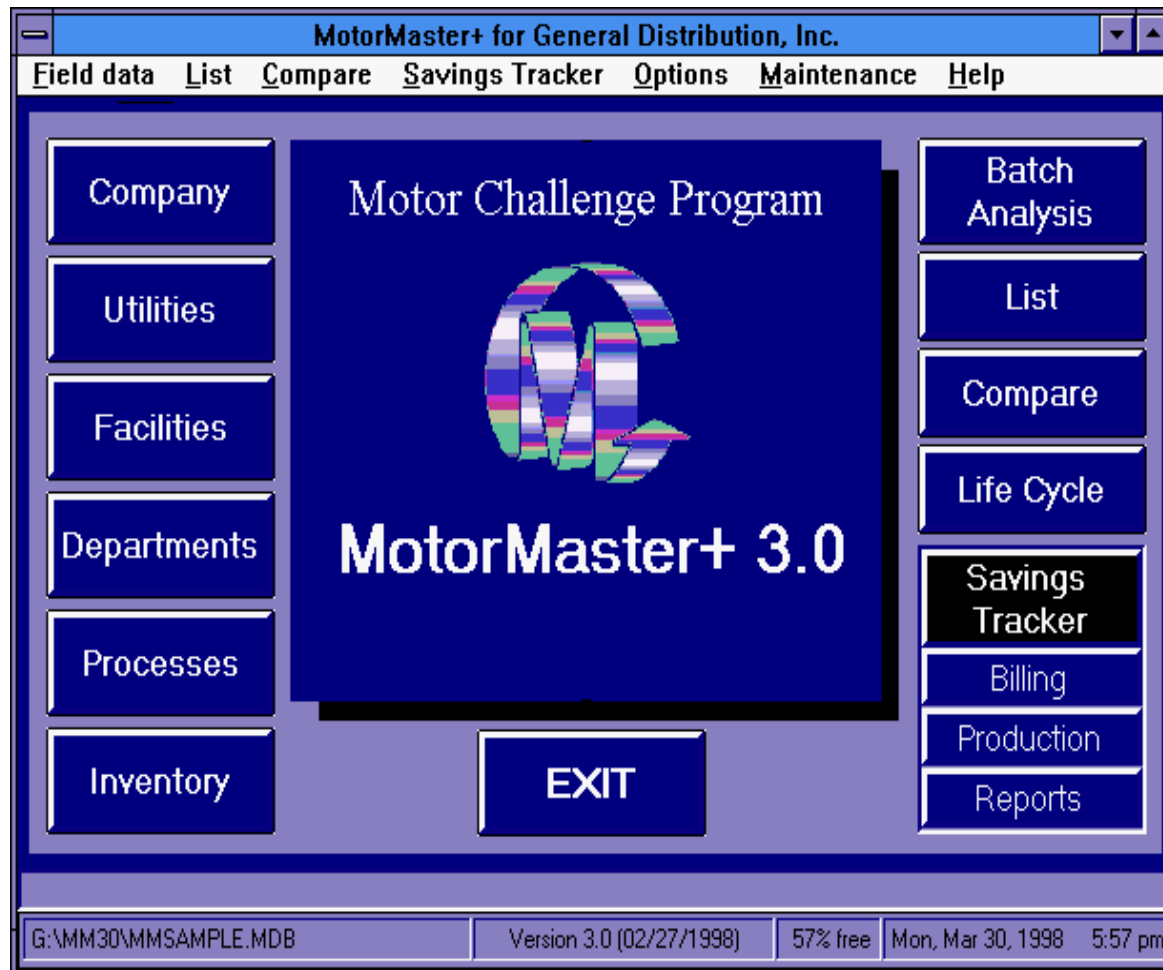 MotorMaster+ for General Distribution, Inc.
Field data List Compare Savings Tracker Options Maintenance Help
Company
Utilities
Facilities
Departments
Processes
Inventory
Motor Challenge Program
MC
MotorMaster+ 3.0
EXIT
Batch
Analysis
List
Compare
Life Cycle
Savings
Tracker
Billing
Production
Reports
G:\MM30\MMSAMPLE.MDB Version 3.0 (02/27/1998) 57% free Mon, Mar 30, 1998 5:57 pm